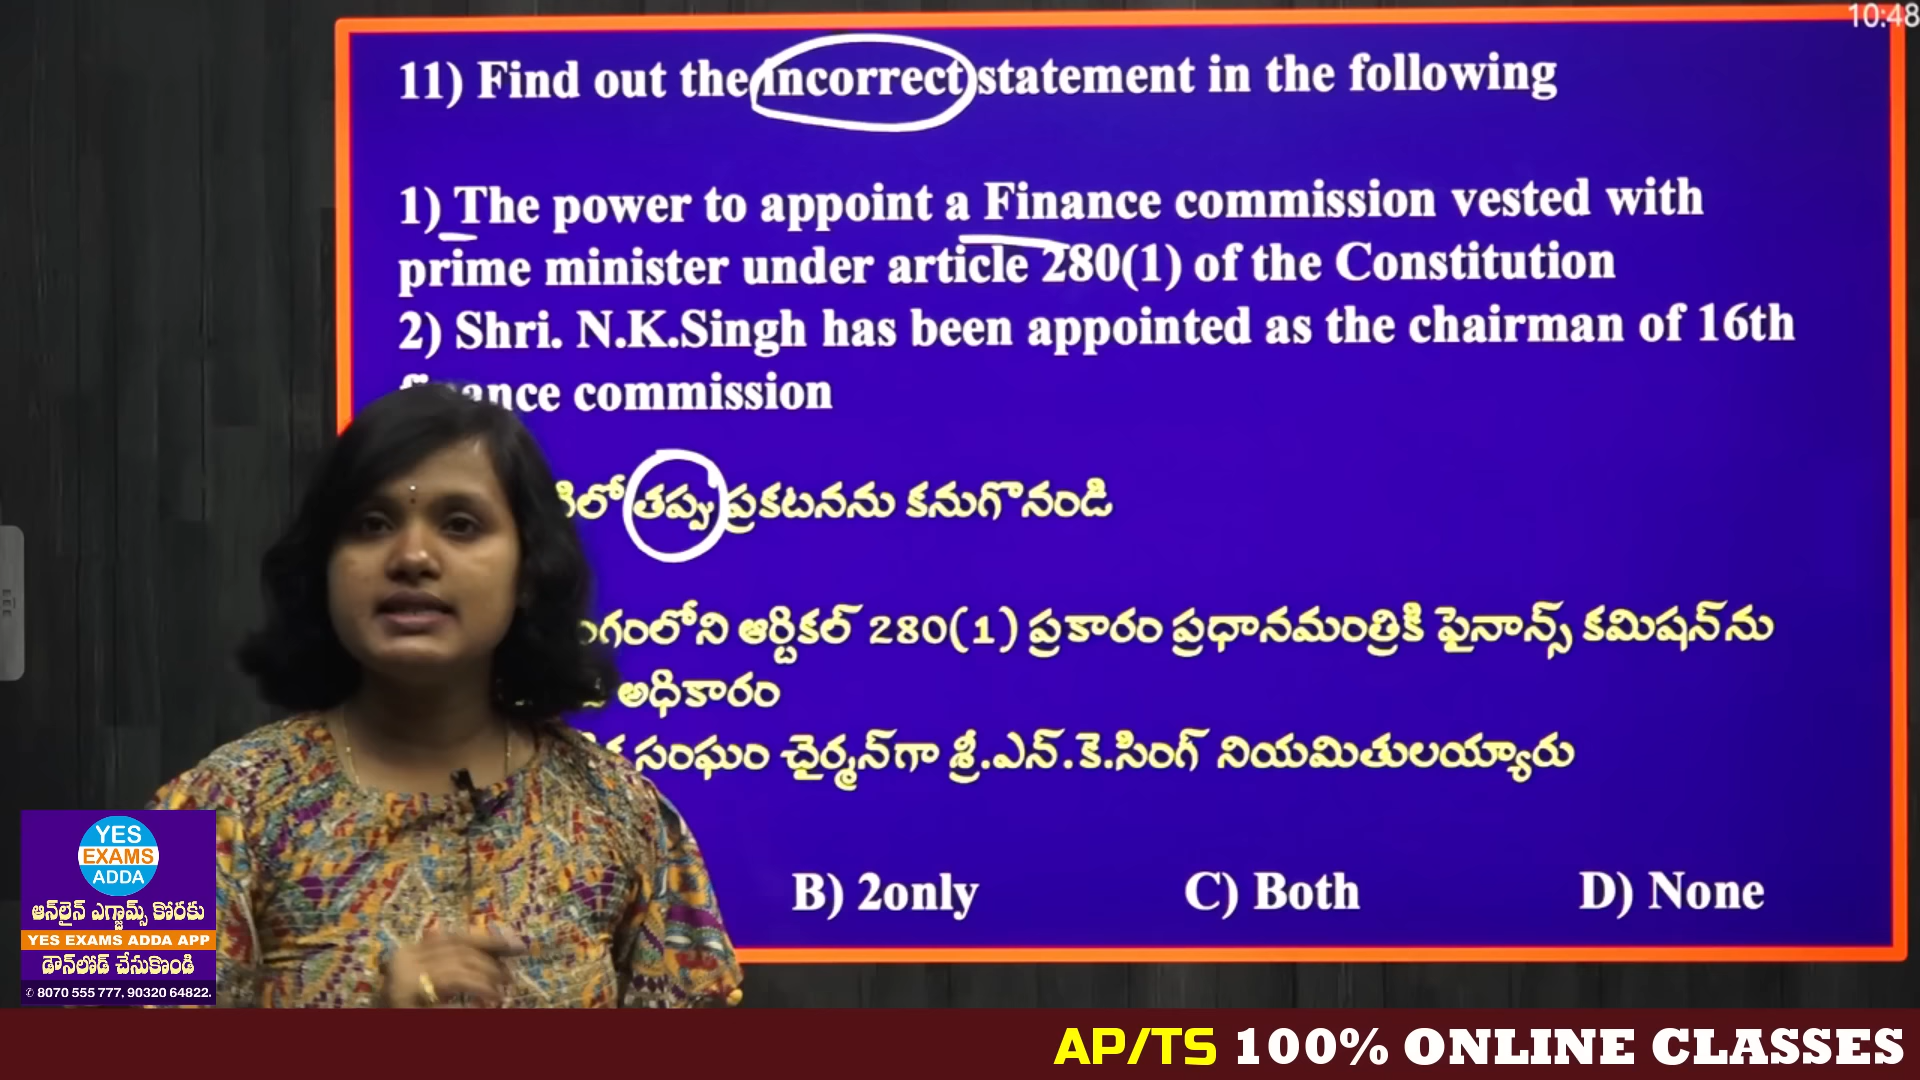 10:48
11) Find out the incorrect statement in the following
1) The power to appoint a Finance commission vested with
prime minister under article 280(1) of the Constitution
2) Shri. N.K.Singh has been appointed as the chairman of 16th
finance commission
తప్పు ప్రకటనను కనుగొనండి
ఆర్టికల్ 280(1) ప్రకారం ప్రధానమంత్రికి ఫైనాన్స్ కమిషన్‌ను
అధికారం
సంఘం ఛైర్మన్‌గా శ్రీ.ఎన్.కె.సింగ్ నియమితులయ్యారు
B) 2only C) Both D) None
YES
EXAMS
ADDA
ఆన్‌లైన్ ఎగ్జామ్స్ కోరకు
YES EXAMS ADDA APP
డౌన్‌లోడ్ చేసుకొండి
✆ 8070 555 777, 90320 64822.
AP/TS 100% ONLINE CLASSES